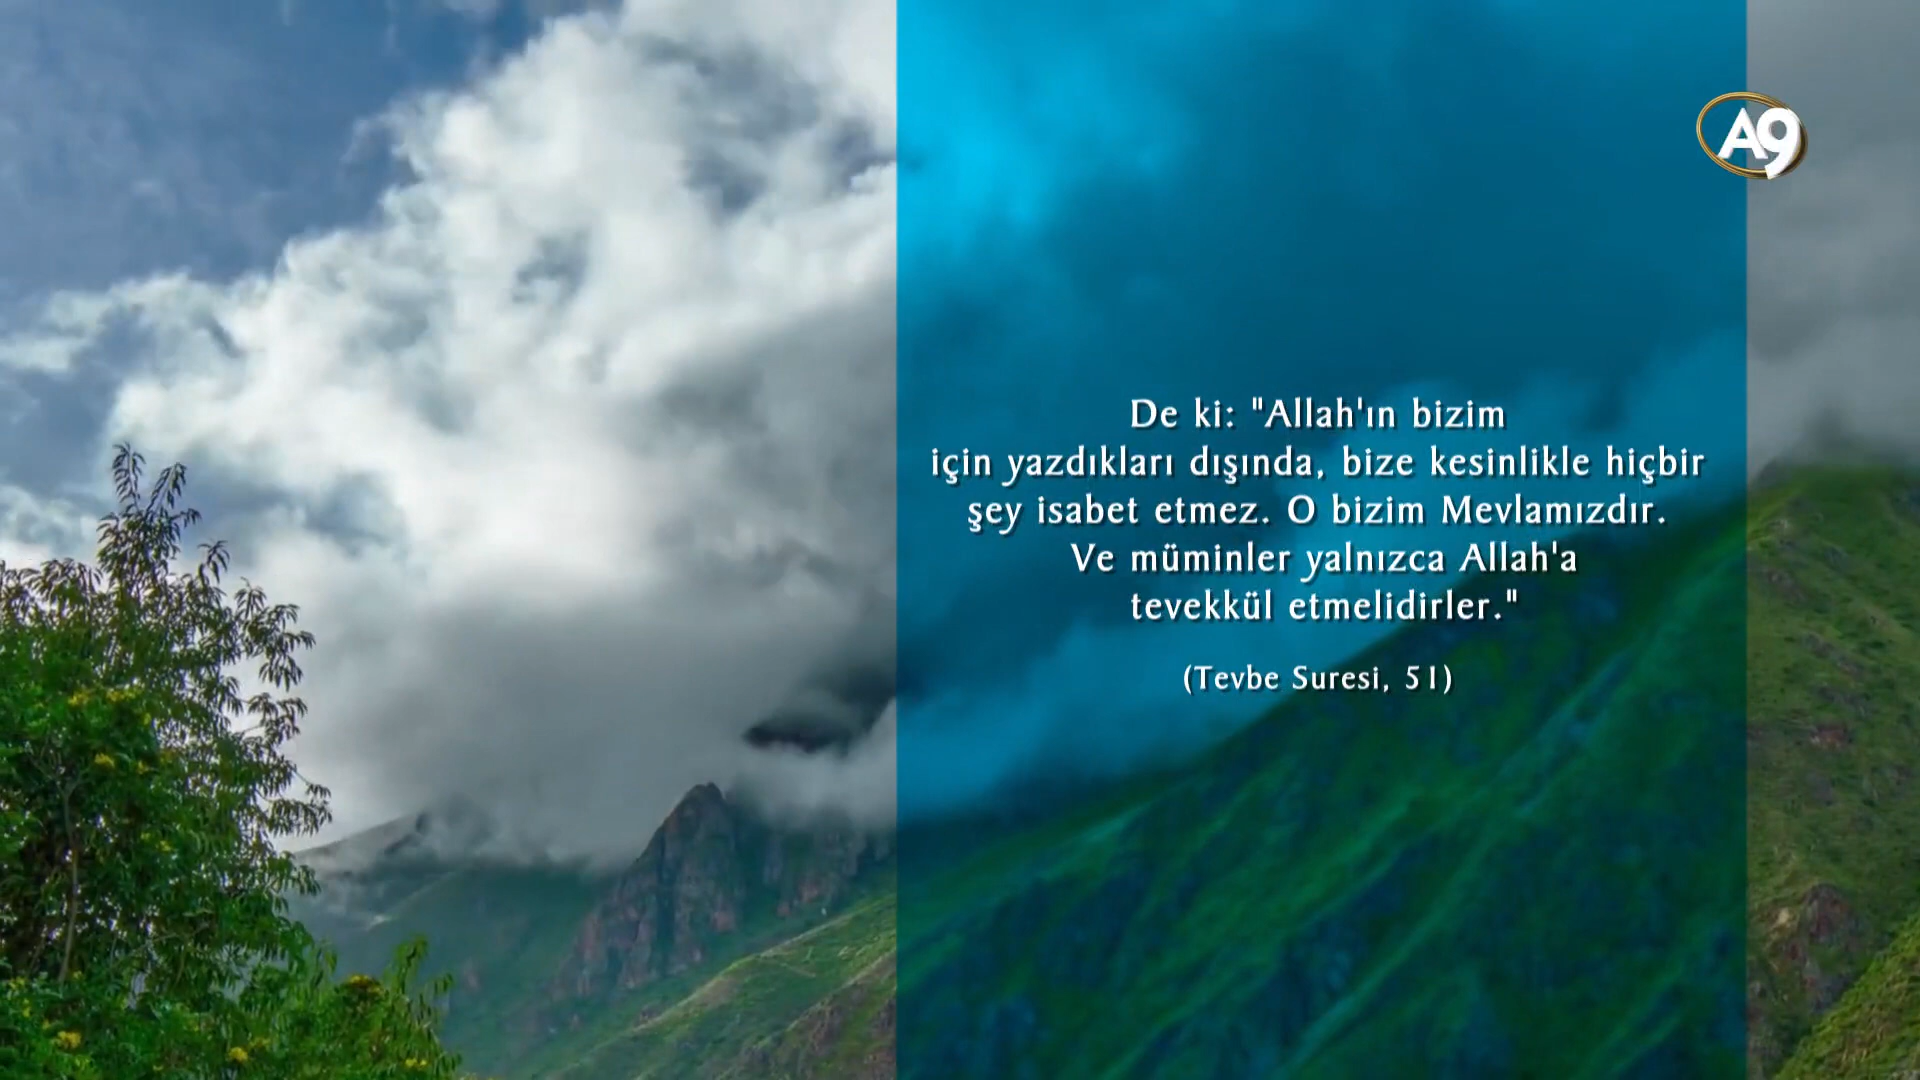 A9
De ki: "Allah'ın bizim
için yazdıkları dışında, bize kesinlikle hiçbir
şey isabet etmez. O bizim Mevlamızdır.
Ve müminler yalnızca Allah'a
tevekkül etmelidirler."
(Tevbe Suresi, 51)